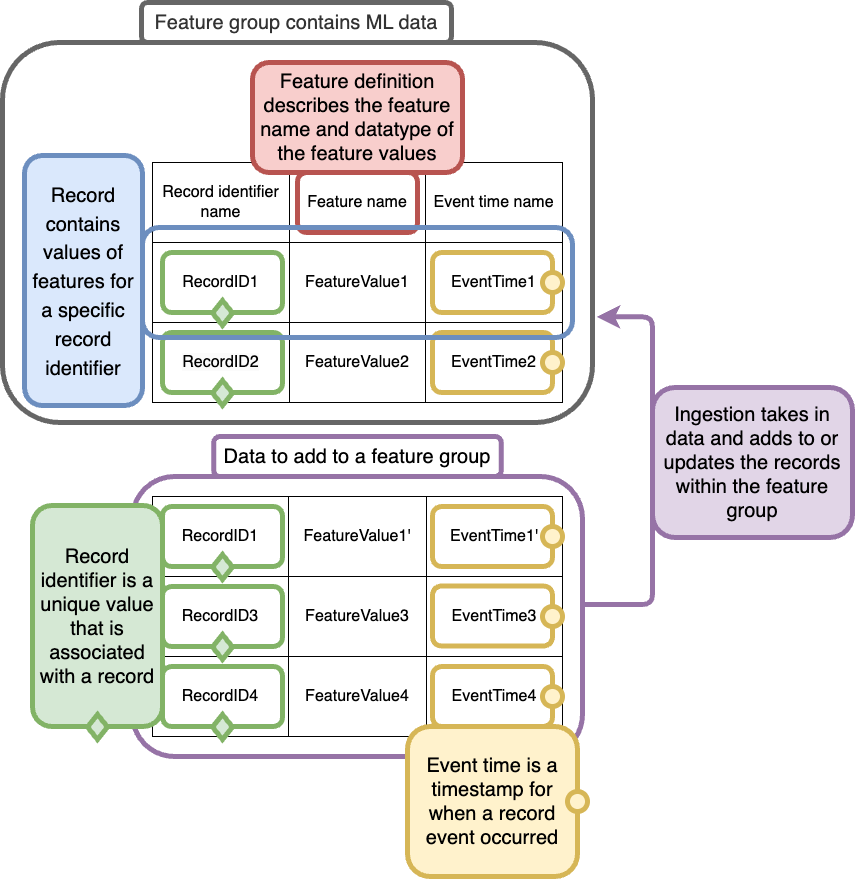 Feature group contains ML data
Feature definition
describes the feature
name and datatype of
the feature values
Record
contains
values of
features for
a specific
record
identifier
Record identifier
name
Feature name
Event time name
RecordID1
FeatureValue1
EventTime1
RecordID2
FeatureValue2
EventTime2
Ingestion takes in
data and adds to or
updates the records
within the feature
group
Data to add to a feature group
Record
identifier is a
unique value
that is
associated
with a record
RecordID1
FeatureValue1'
EventTime1'
RecordID3
FeatureValue3
EventTime3
RecordID4
FeatureValue4
EventTime4
Event time is a
timestamp for
when a record
event occurred